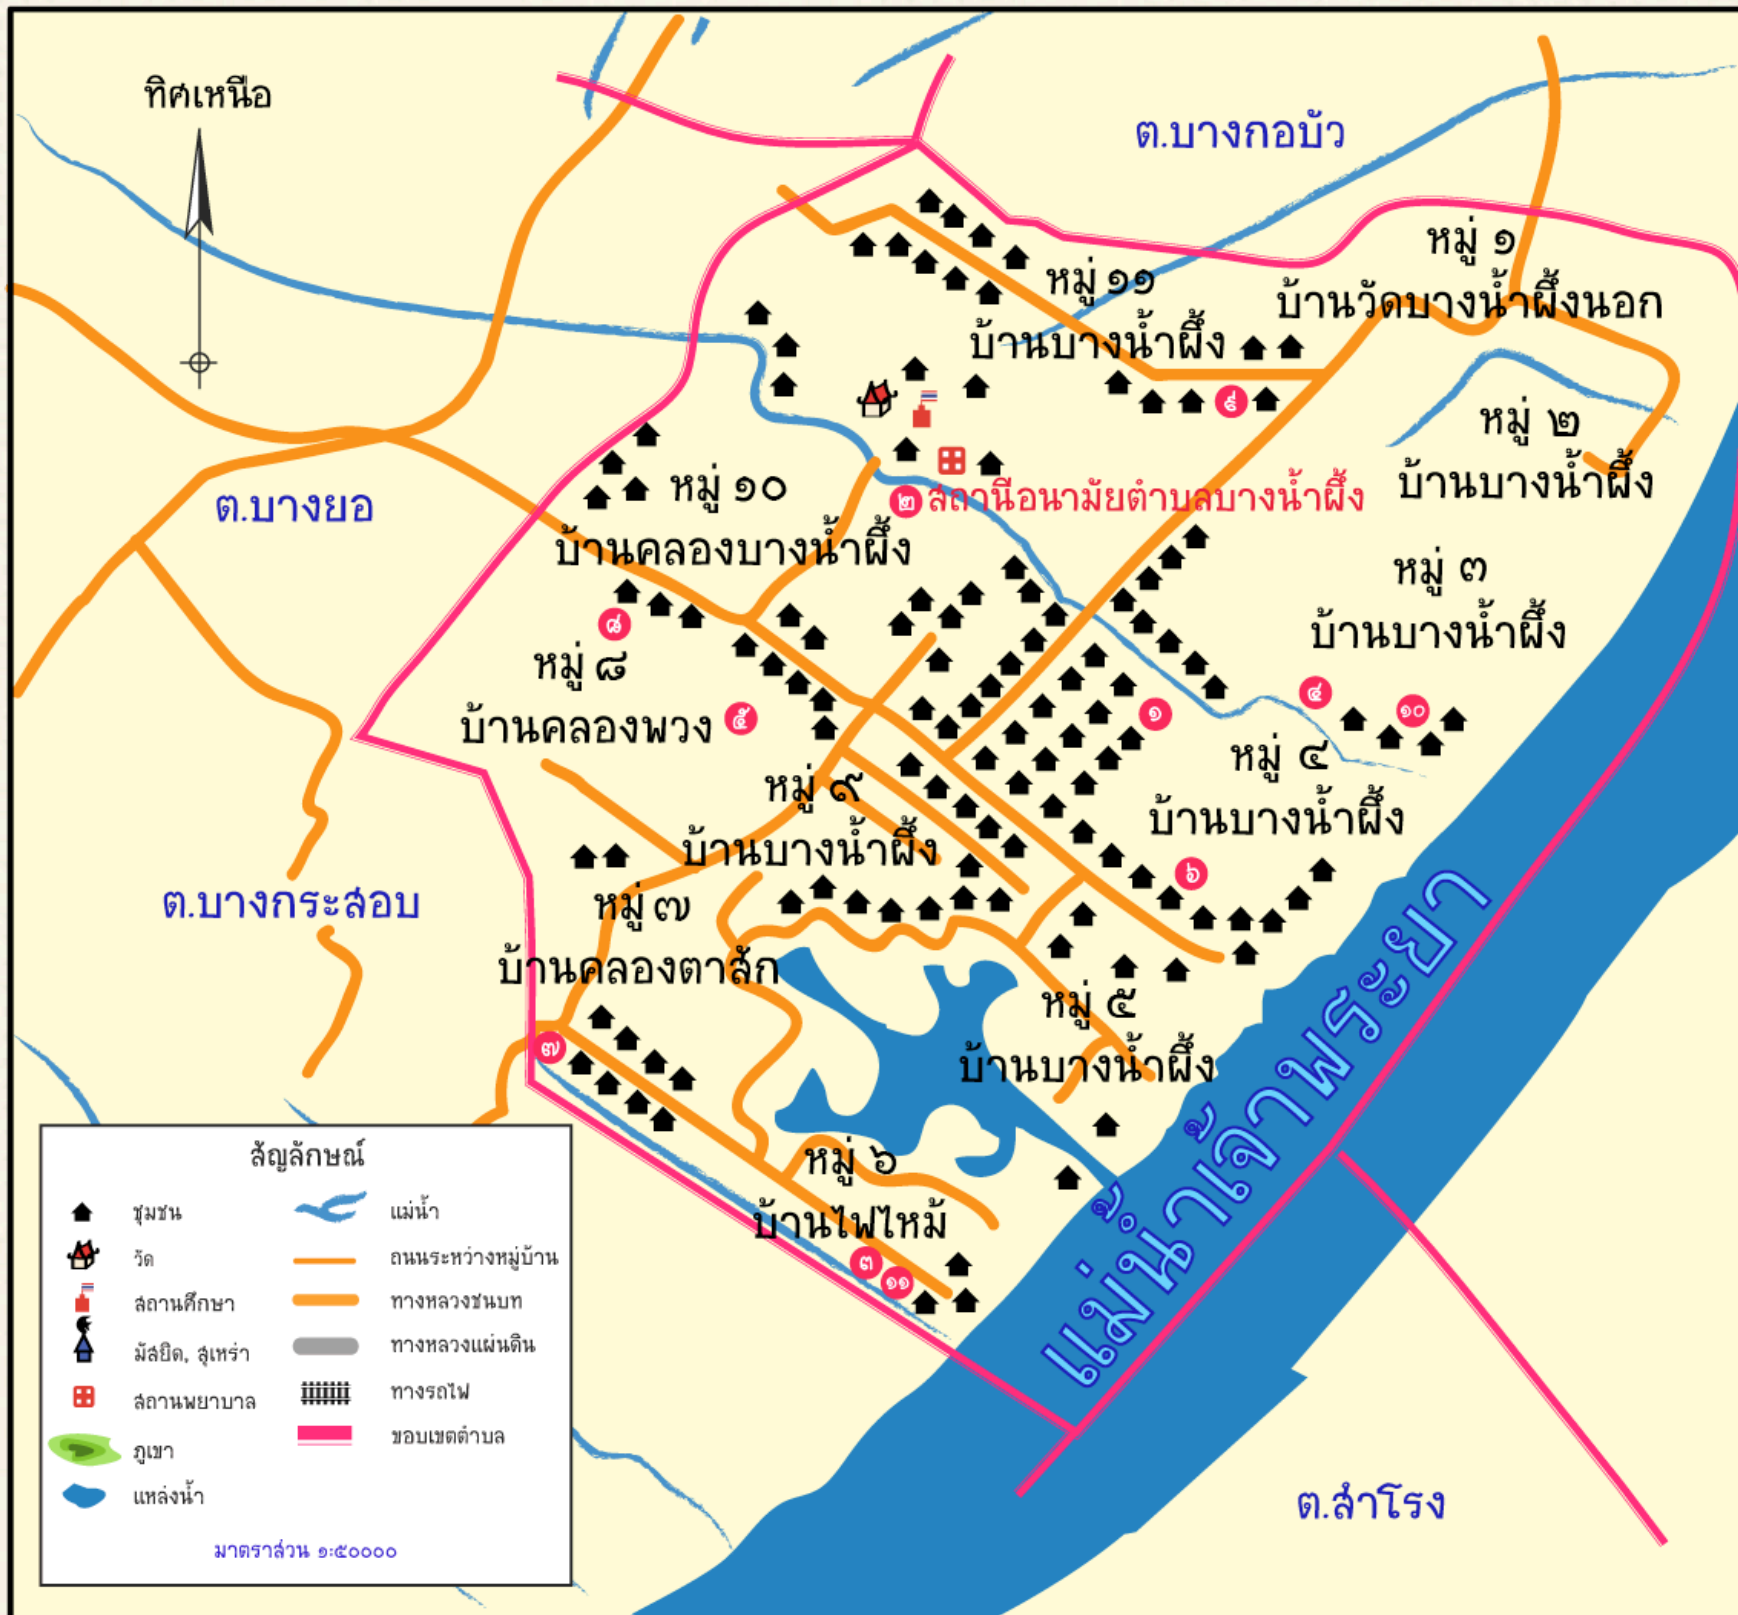 ทิศเหนือ
ต.บางกอบัว
หมู่ ๑
บ้านวัดบางน้ำผึ้งนอก
หมู่ ๑๑
บ้านบางน้ำผึ้ง
๙
หมู่ ๒
บ้านบางน้ำผึ้ง
ต.บางยอ
หมู่ ๑๐
บ้านคลองบางน้ำผึ้ง
๒ สถานีอนามัยตำบลบางน้ำผึ้ง
หมู่ ๓
บ้านบางน้ำผึ้ง
๘
หมู่ ๘
บ้านคลองพวง
๕
๑
๔
๑๐
หมู่ ๔
บ้านบางน้ำผึ้ง
หมู่ ๙
บ้านบางน้ำผึ้ง
๖
ต.บางกระสอบ
หมู่ ๗
บ้านคลองตาสัก
๗
หมู่ ๕
บ้านบางน้ำผึ้ง
แม่น้ำเจ้าพระยา
หมู่ ๖
บ้านไฟไหม้
๓
๑๑
ต.สำโรง
สัญลักษณ์
ชุมชน
วัด
สถานศึกษา
มัสยิด, สุเหร่า
สถานพยาบาล
ภูเขา
แหล่งน้ำ
แม่น้ำ
ถนนระหว่างหมู่บ้าน
ทางหลวงชนบท
ทางหลวงแผ่นดิน
ทางรถไฟ
ขอบเขตตำบล
มาตราส่วน ๑:๕๐๐๐๐